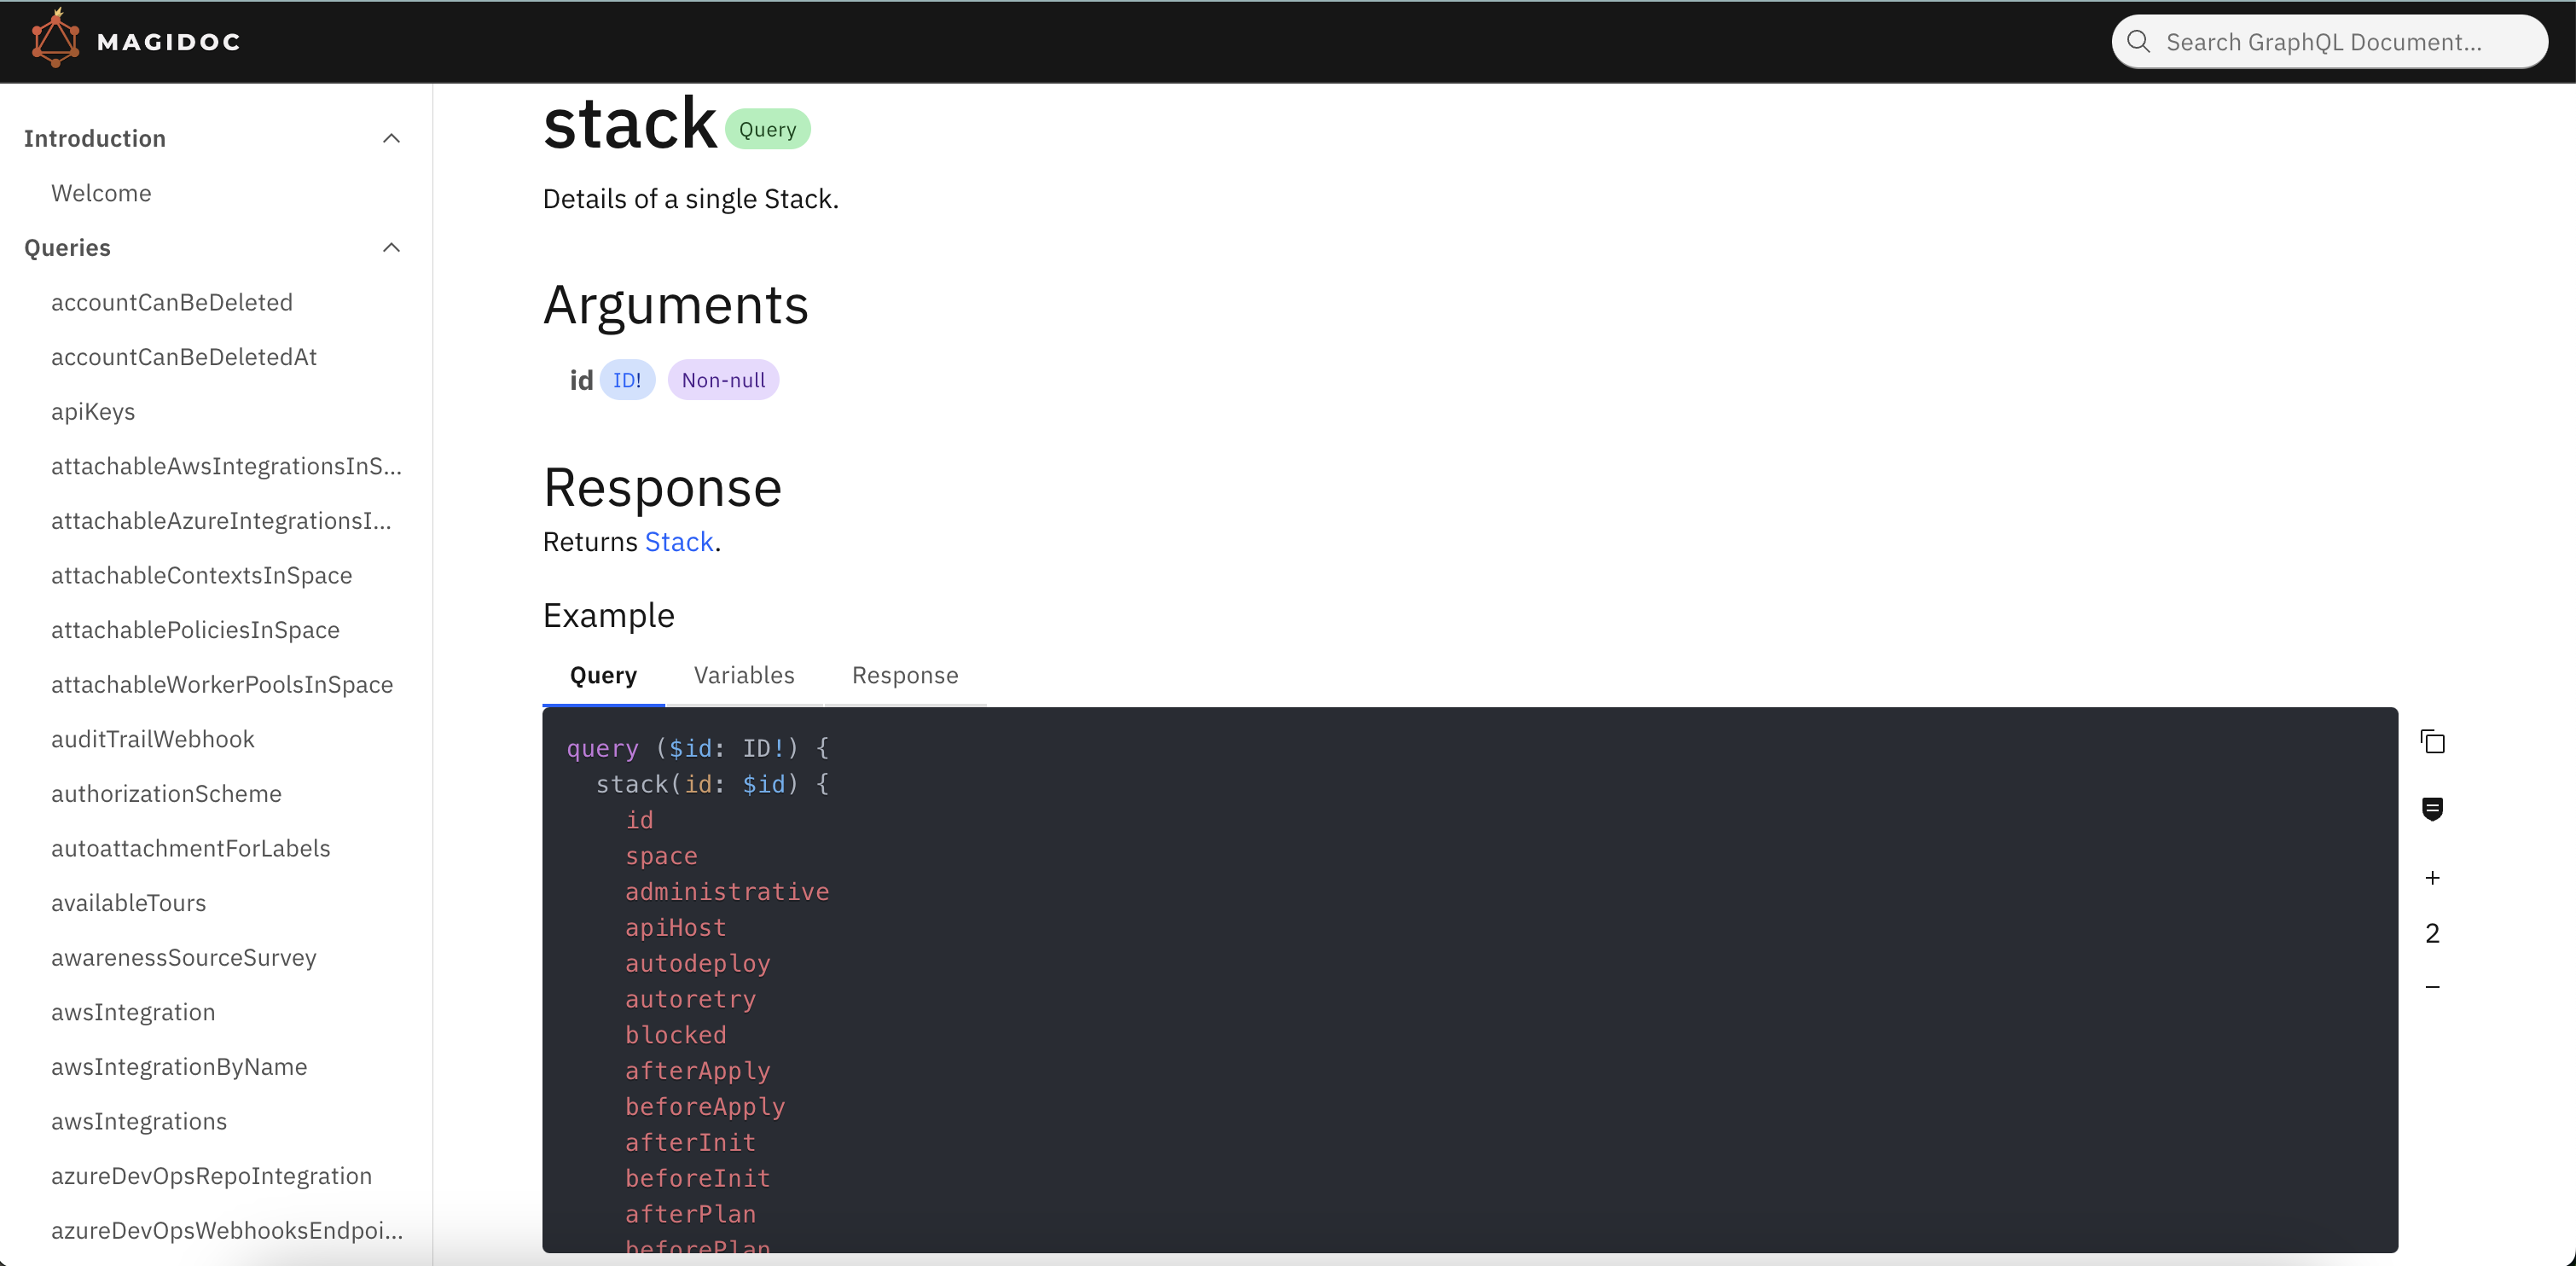 MAGIDOC
Search GraphQL Document...
Introduction
Welcome
Queries
accountCanBeDeleted
accountCanBeDeletedAt
apiKeys
attachableAwsIntegrationsInS...
attachableAzureIntegrationsI...
attachableContextsInSpace
attachablePoliciesInSpace
attachableWorkerPoolsInSpace
auditTrailWebhook
authorizationScheme
autoattachmentForLabels
availableTours
awarenessSourceSurvey
awsIntegration
awsIntegrationByName
awsIntegrations
azureDevOpsRepoIntegration
azureDevOpsWebhooksEndpoi...
stack Query
Details of a single Stack.
Arguments
id ID! Non-null
Response
Returns Stack.
Example
Query Variables Response
query ($id: ID!) {
stack(id: $id) {
id
space
administrative
apiHost
autodeploy
autoretry
blocked
afterApply
beforeApply
afterInit
beforeInit
afterPlan
beforePlan
+
2
−